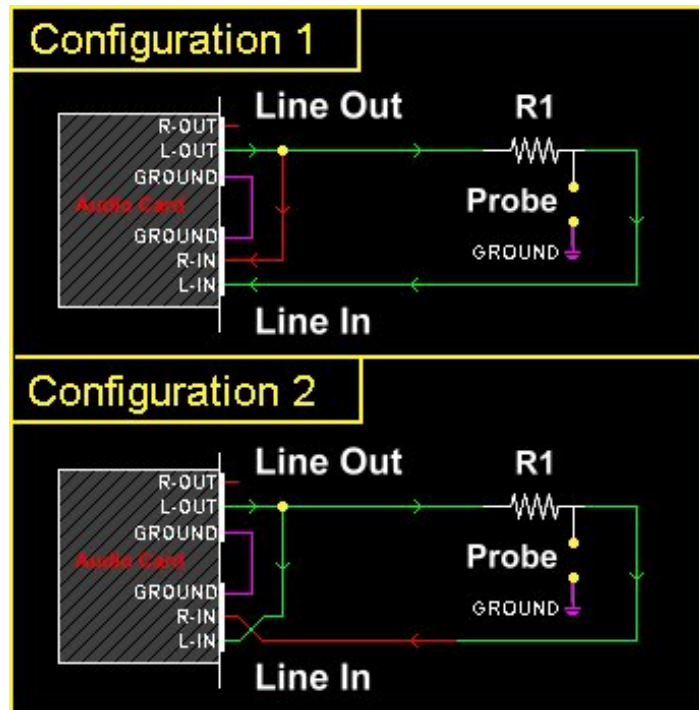 Configuration 1
Line Out
R1
R-OUT
L-OUT
GROUND
Audio Card
Probe
GROUND
GROUND
R-IN
L-IN
Line In
Configuration 2
Line Out
R1
R-OUT
L-OUT
GROUND
Audio Card
Probe
GROUND
GROUND
R-IN
L-IN
Line In